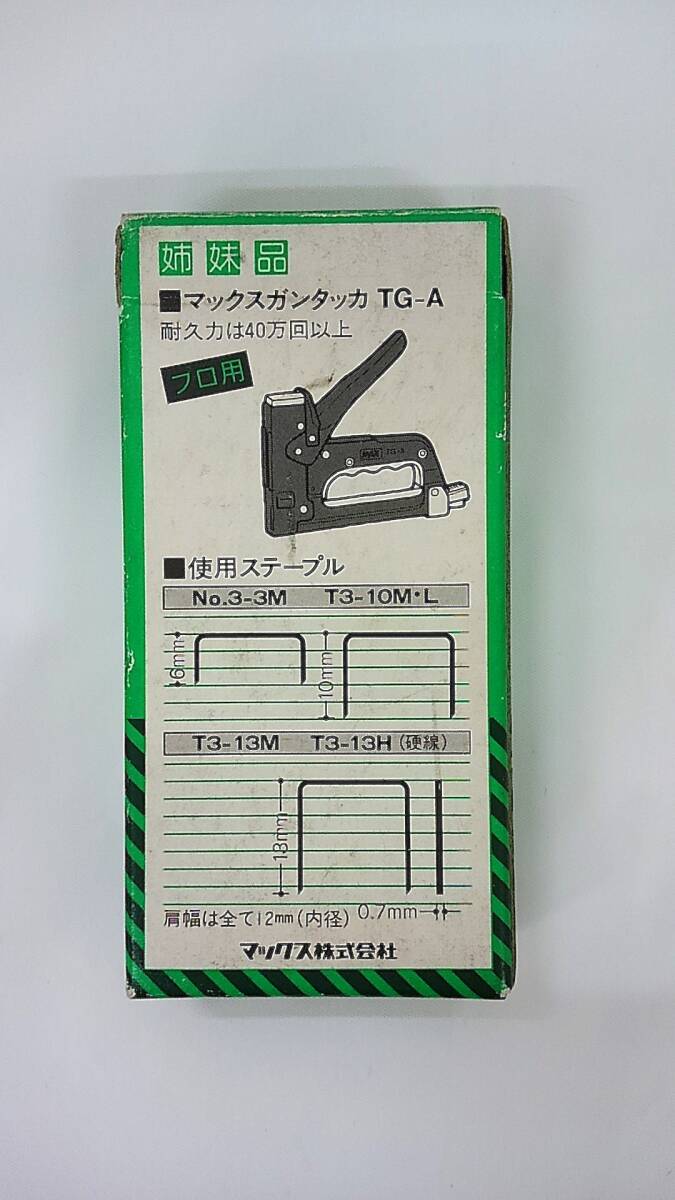 姉妹品
■マックスガンタッカ TG-A
耐久力は40万回以上
プロ用
MAX TG-A
■使用ステープル
No.3-3M T3-10M・L
6mm
10mm
T3-13M T3-13H(硬線)
13mm
肩幅は全て12mm(内径) 0.7mm
マックス株式会社